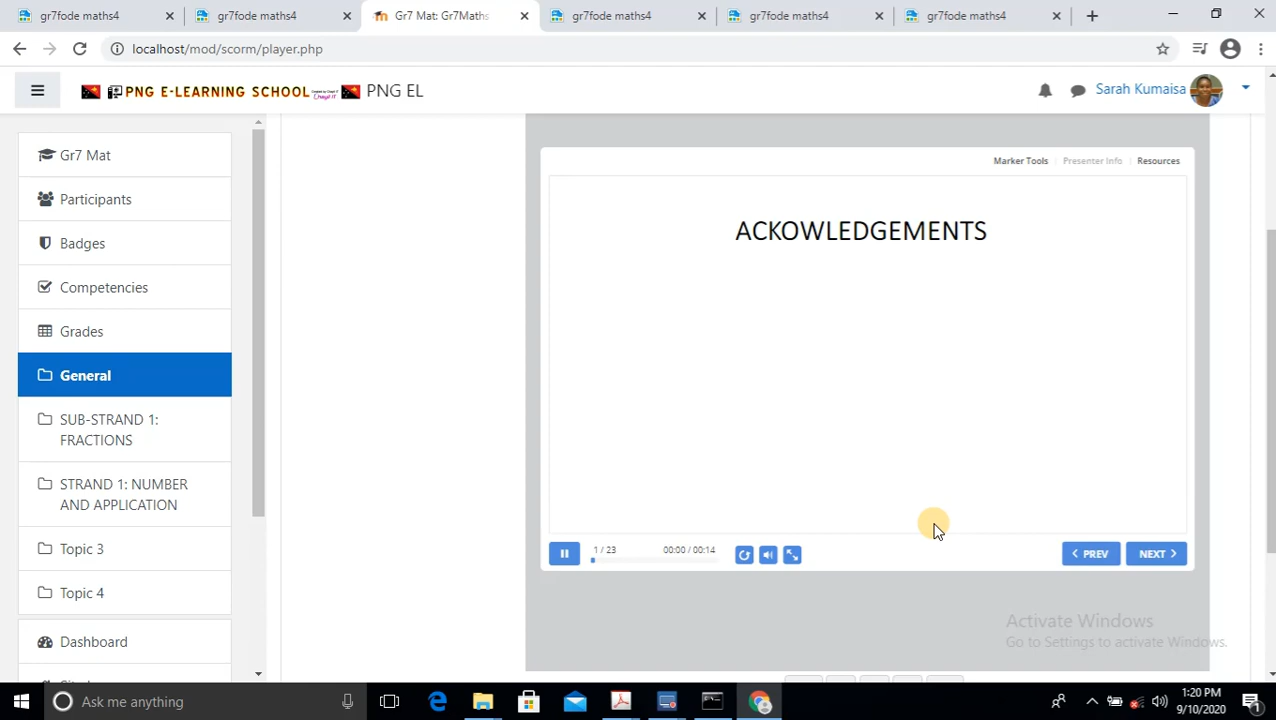 gr7fode maths4
gr7fode maths4
Gr7 Mat: Gr7Maths
gr7fode maths4
gr7fode maths4
gr7fode maths4
localhost/mod/scorm/player.php
PNG E-LEARNING SCHOOL
PNG EL
Sarah Kumaisa
Gr7 Mat
Participants
Badges
Competencies
Grades
General
SUB-STRAND 1:
FRACTIONS
STRAND 1: NUMBER
AND APPLICATION
Topic 3
Topic 4
Dashboard
Marker Tools
Presenter Info
Resources
ACKOWLEDGEMENTS
1 / 23
00:00 / 00:14
PREV
NEXT
Activate Windows
Go to Settings to activate Windows.
Ask me anything
1:20 PM
9/10/2020
1